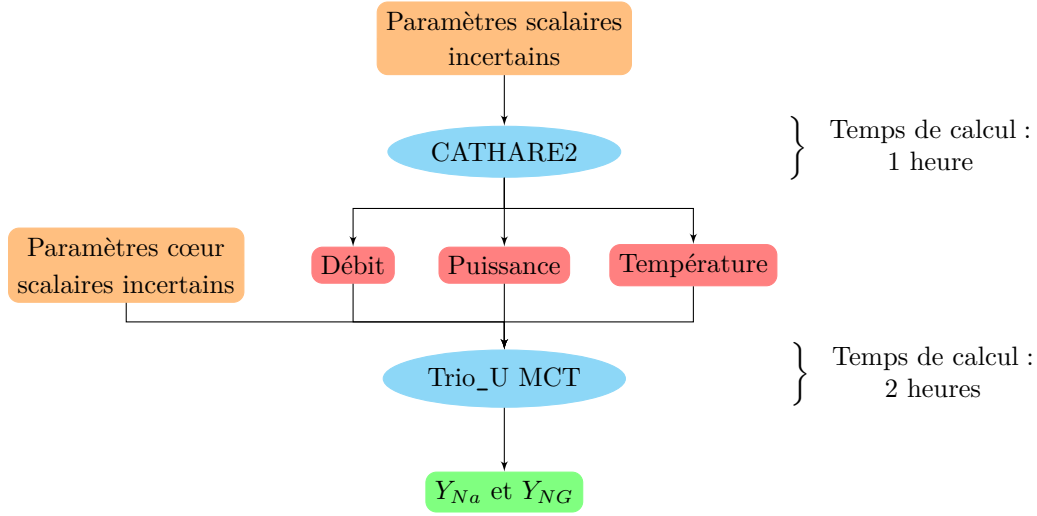 Paramètres scalaires
incertains
CATHARE2
Temps de calcul :
1 heure
Paramètres cœur
scalaires incertains
Débit
Puissance
Température
Trio_U MCT
Temps de calcul :
2 heures
Y_{Na} et Y_{NG}